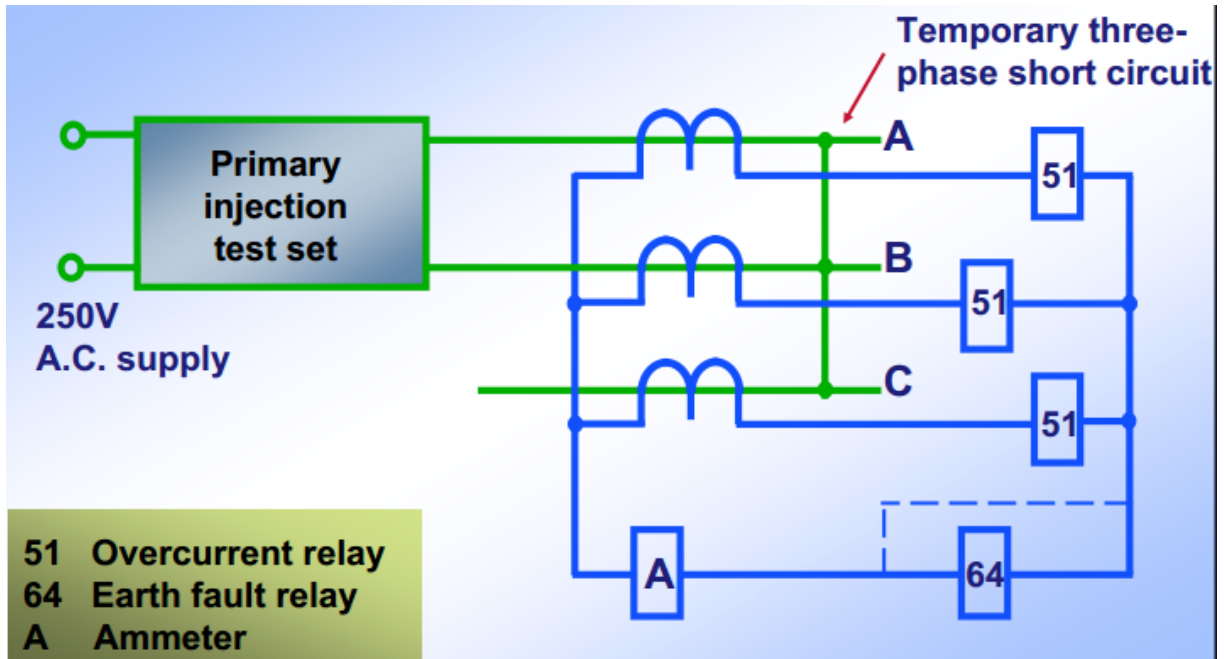 Temporary three-
phase short circuit
Primary
injection
test set
A
51
B
51
250V
A.C. supply
C
51
51 Overcurrent relay
64 Earth fault relay
A Ammeter
A
64